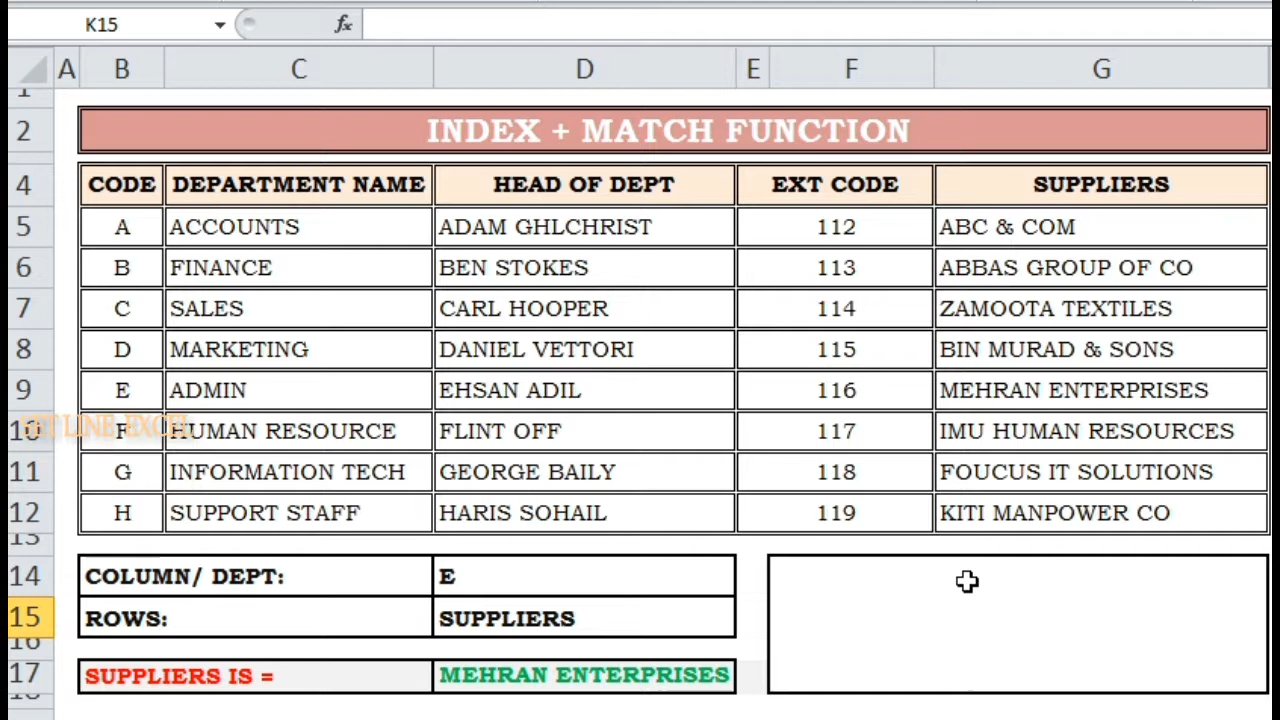 K15 fx
A B C D E F G
1
2 INDEX + MATCH FUNCTION
4 CODE DEPARTMENT NAME HEAD OF DEPT EXT CODE SUPPLIERS
5 A ACCOUNTS ADAM GHLCHRIST 112 ABC & COM
6 B FINANCE BEN STOKES 113 ABBAS GROUP OF CO
7 C SALES CARL HOOPER 114 ZAMOOTA TEXTILES
8 D MARKETING DANIEL VETTORI 115 BIN MURAD & SONS
9 E ADMIN EHSAN ADIL 116 MEHRAN ENTERPRISES
10 F HUMAN RESOURCE FLINT OFF 117 IMU HUMAN RESOURCES
LINE EXCEL
11 G INFORMATION TECH GEORGE BAILY 118 FOUCUS IT SOLUTIONS
12 H SUPPORT STAFF HARIS SOHAIL 119 KITI MANPOWER CO
13
14 COLUMN/ DEPT: E
15 ROWS: SUPPLIERS
16
17 SUPPLIERS IS = MEHRAN ENTERPRISES
18